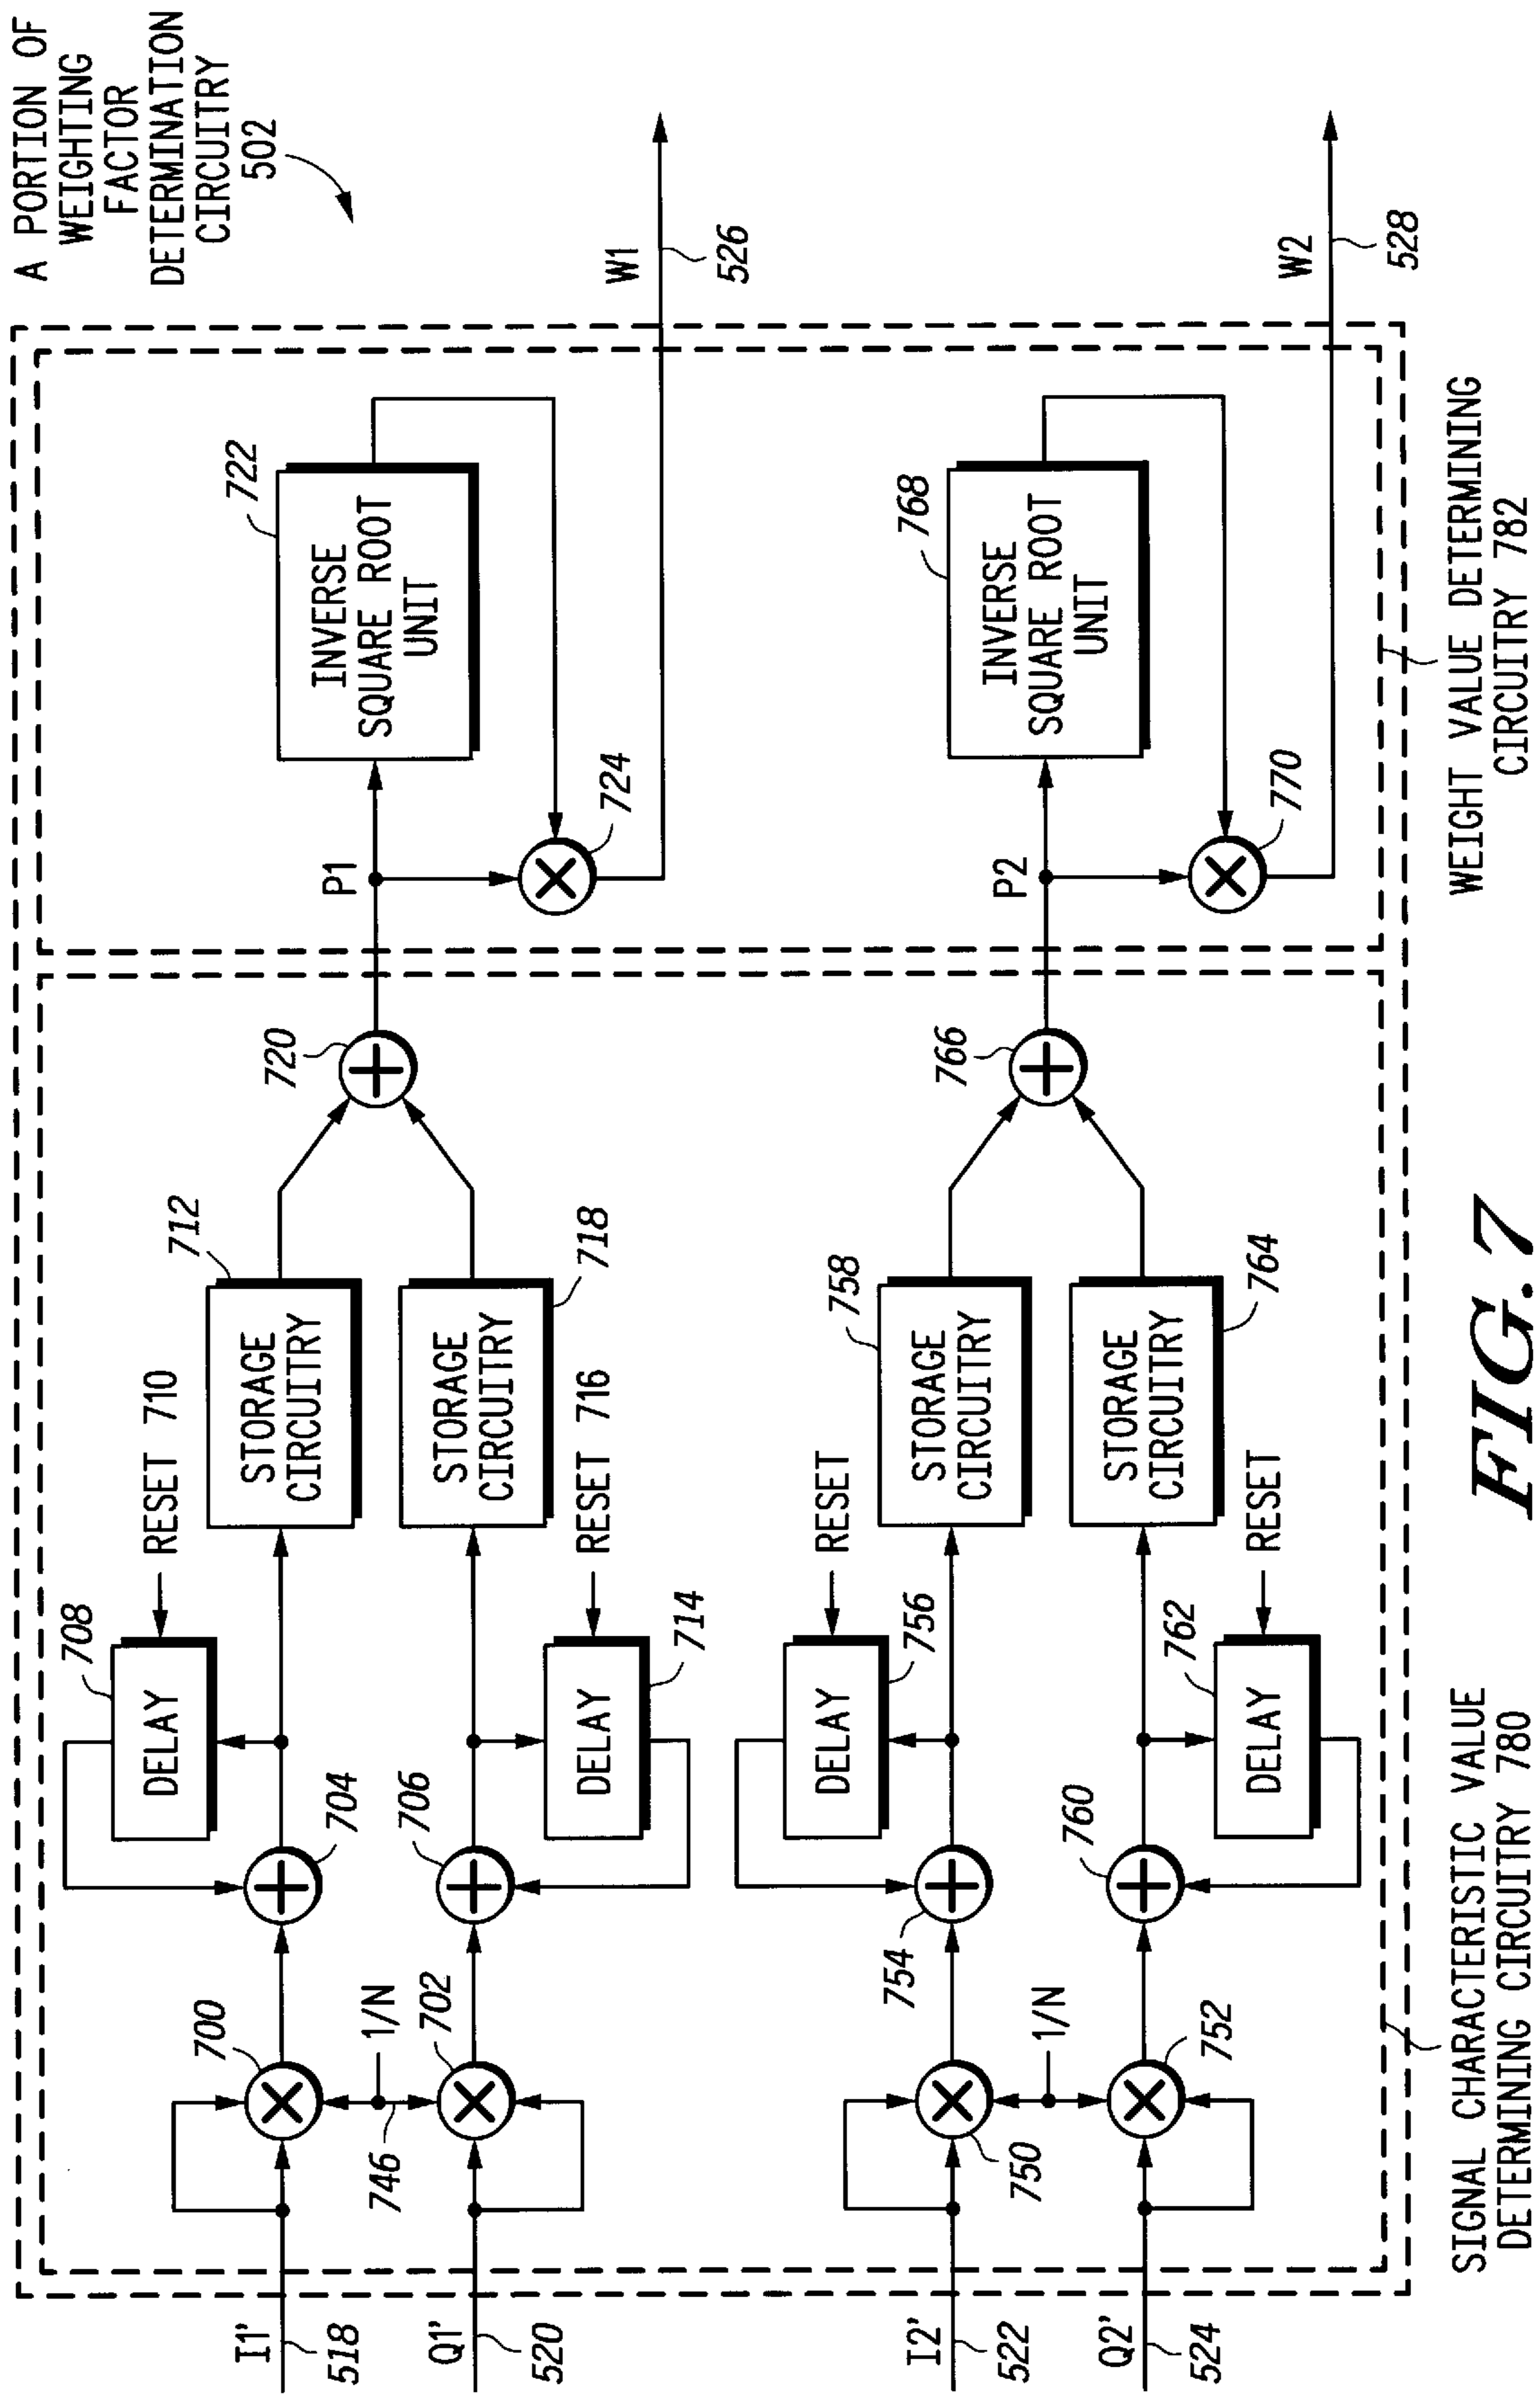 A PORTION OF
WEIGHTING
FACTOR
DETERMINATION
CIRCUITRY
502
I1'
518
Q1'
520
700
746
1/N
702
704
706
708
DELAY
RESET 710
DELAY
714
RESET 716
712
STORAGE
CIRCUITRY
STORAGE
CIRCUITRY
718
720
P1
722
INVERSE
SQUARE ROOT
UNIT
724
W1
526
I2'
522
Q2'
524
750
1/N
752
754
760
DELAY
756
RESET
762
DELAY
RESET
758
STORAGE
CIRCUITRY
STORAGE
CIRCUITRY
764
766
P2
768
INVERSE
SQUARE ROOT
UNIT
770
W2
528
SIGNAL CHARACTERISTIC VALUE
DETERMINING CIRCUITRY 780
WEIGHT VALUE DETERMINING
CIRCUITRY 782
FIG.7